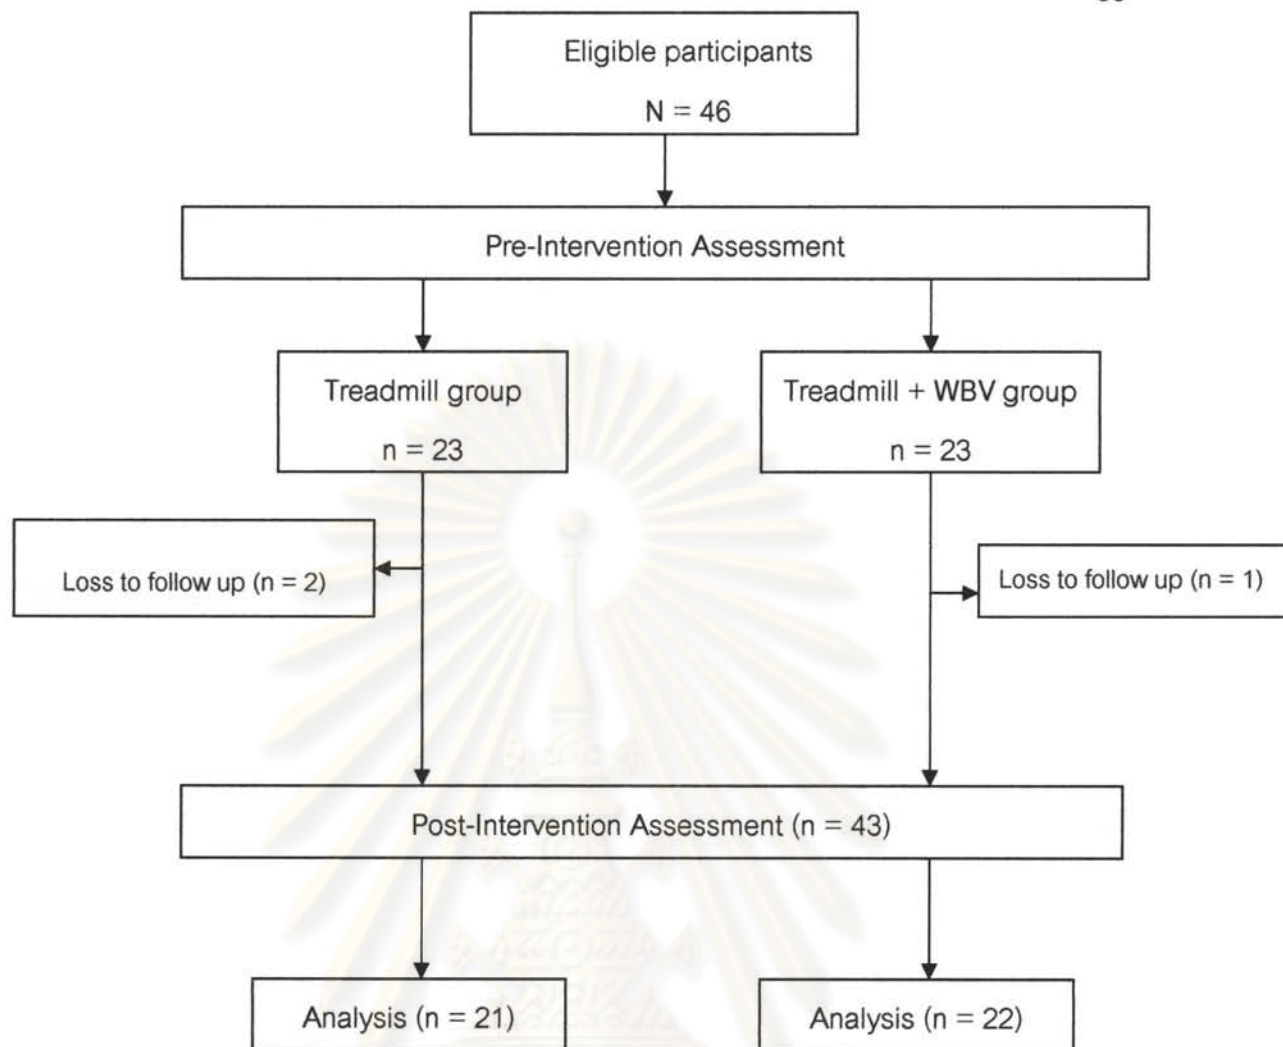 Eligible participants
N = 46
Pre-Intervention Assessment
Treadmill group
n = 23
Treadmill + WBV group
n = 23
Loss to follow up (n = 2)
Loss to follow up (n = 1)
Post-Intervention Assessment (n = 43)
Analysis (n = 21)
Analysis (n = 22)